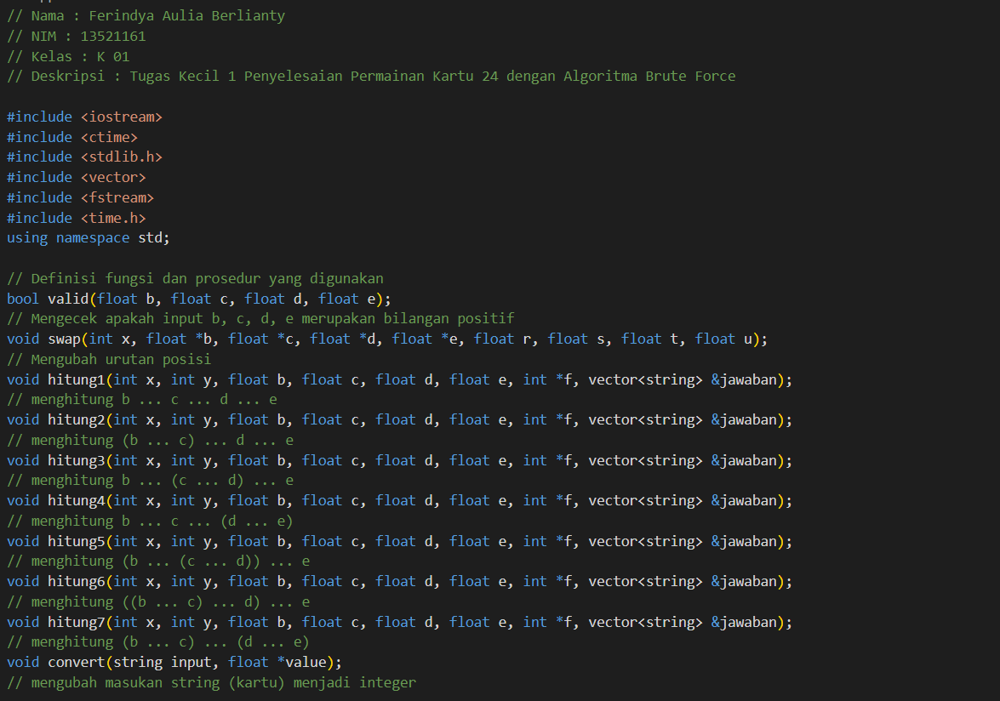 // Nama : Ferindya Aulia Berlianty
// NIM : 13521161
// Kelas : K 01
// Deskripsi : Tugas Kecil 1 Penyelesaian Permainan Kartu 24 dengan Algoritma Brute Force
#include <iostream>
#include <ctime>
#include <stdlib.h>
#include <vector>
#include <fstream>
#include <time.h>
using namespace std;
// Definisi fungsi dan prosedur yang digunakan
bool valid(float b, float c, float d, float e);
// Mengecek apakah input b, c, d, e merupakan bilangan positif
void swap(int x, float *b, float *c, float *d, float *e, float r, float s, float t, float u);
// Mengubah urutan posisi
void hitung1(int x, int y, float b, float c, float d, float e, int *f, vector<string> &jawaban);
// menghitung b ... c ... d ... e
void hitung2(int x, int y, float b, float c, float d, float e, int *f, vector<string> &jawaban);
// menghitung (b ... c) ... d ... e
void hitung3(int x, int y, float b, float c, float d, float e, int *f, vector<string> &jawaban);
// menghitung b ... (c ... d) ... e
void hitung4(int x, int y, float b, float c, float d, float e, int *f, vector<string> &jawaban);
// menghitung b ... c ... (d ... e)
void hitung5(int x, int y, float b, float c, float d, float e, int *f, vector<string> &jawaban);
// menghitung (b ... (c ... d)) ... e
void hitung6(int x, int y, float b, float c, float d, float e, int *f, vector<string> &jawaban);
// menghitung ((b ... c) ... d) ... e
void hitung7(int x, int y, float b, float c, float d, float e, int *f, vector<string> &jawaban);
// menghitung (b ... c) ... (d ... e)
void convert(string input, float *value);
// mengubah masukan string (kartu) menjadi integer